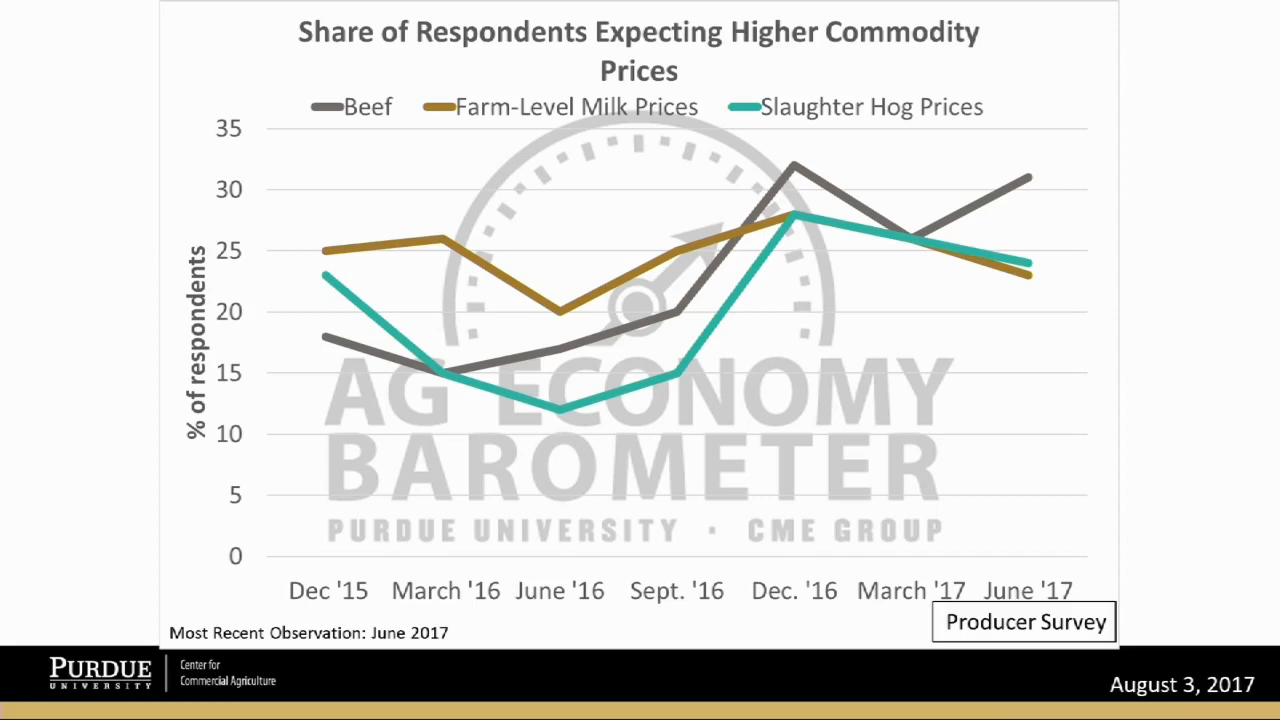 Share of Respondents Expecting Higher Commodity
Prices
Beef Farm-Level Milk Prices Slaughter Hog Prices
35
30
25
20
15
10
5
0
% of respondents
AG ECONOMY
BAROMETER
PURDUE UNIVERSITY · CME GROUP
Dec '15 March '16 June '16 Sept. '16 Dec. '16 March '17 June '17
Producer Survey
Most Recent Observation: June 2017
PURDUE
UNIVERSITY
Center for
Commercial Agriculture
August 3, 2017